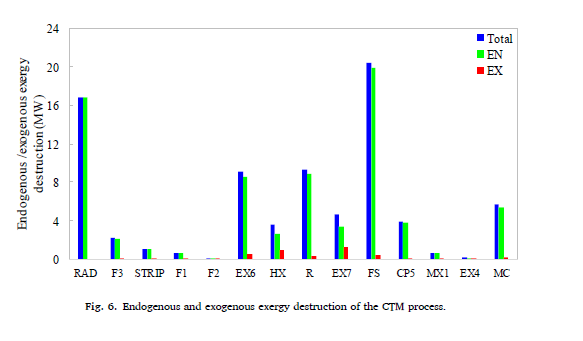 24
Total
EN
EX
20
16
12
8
4
0
Endogenous /exogenous exergy
destruction (MW)
RAD F3 STRIP F1 F2 EX6 HX R EX7 FS CP5 MX1 EX4 MC
Fig. 6. Endogenous and exogenous exergy destruction of the CTM process.